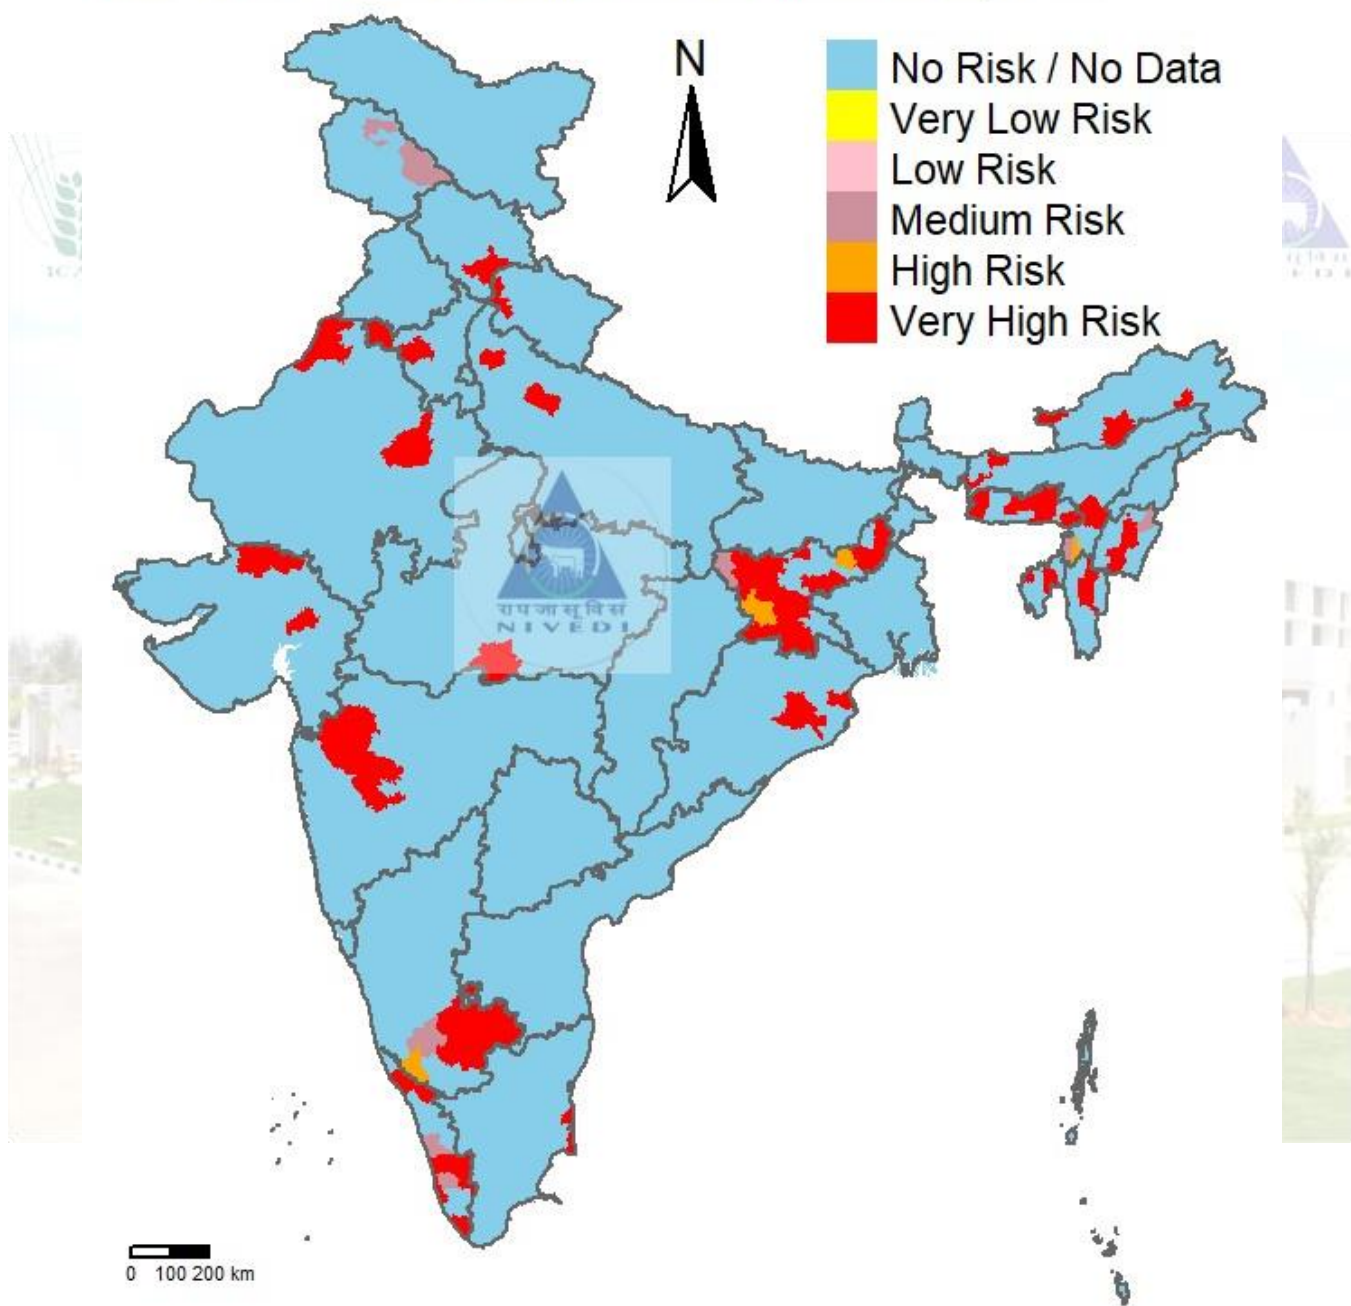 N
No Risk / No Data
Very Low Risk
Low Risk
Medium Risk
High Risk
Very High Risk
रापजासूविसं
NIVEDI
0 100 200 km